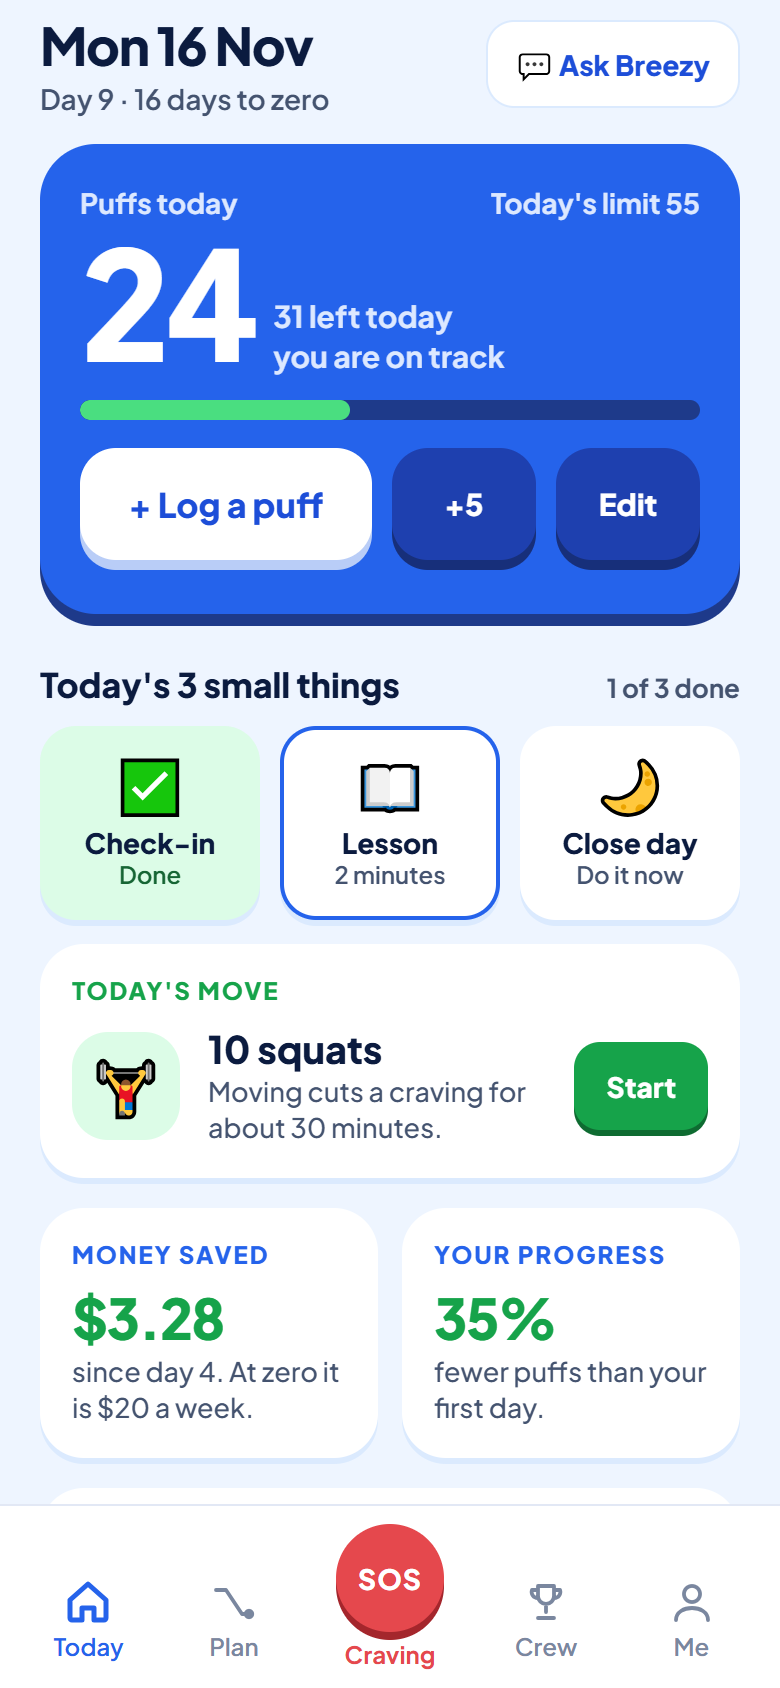 Mon 16 Nov
Day 9 · 16 days to zero
Ask Breezy
Puffs today
Today's limit 55
24
31 left today
you are on track
+ Log a puff
+5
Edit
Today's 3 small things
1 of 3 done
Check-in
Done
Lesson
2 minutes
Close day
Do it now
TODAY'S MOVE
10 squats
Moving cuts a craving for
about 30 minutes.
Start
MONEY SAVED
$3.28
since day 4. At zero it
is $20 a week.
YOUR PROGRESS
35%
fewer puffs than your
first day.
Today
Plan
SOS
Craving
Crew
Me